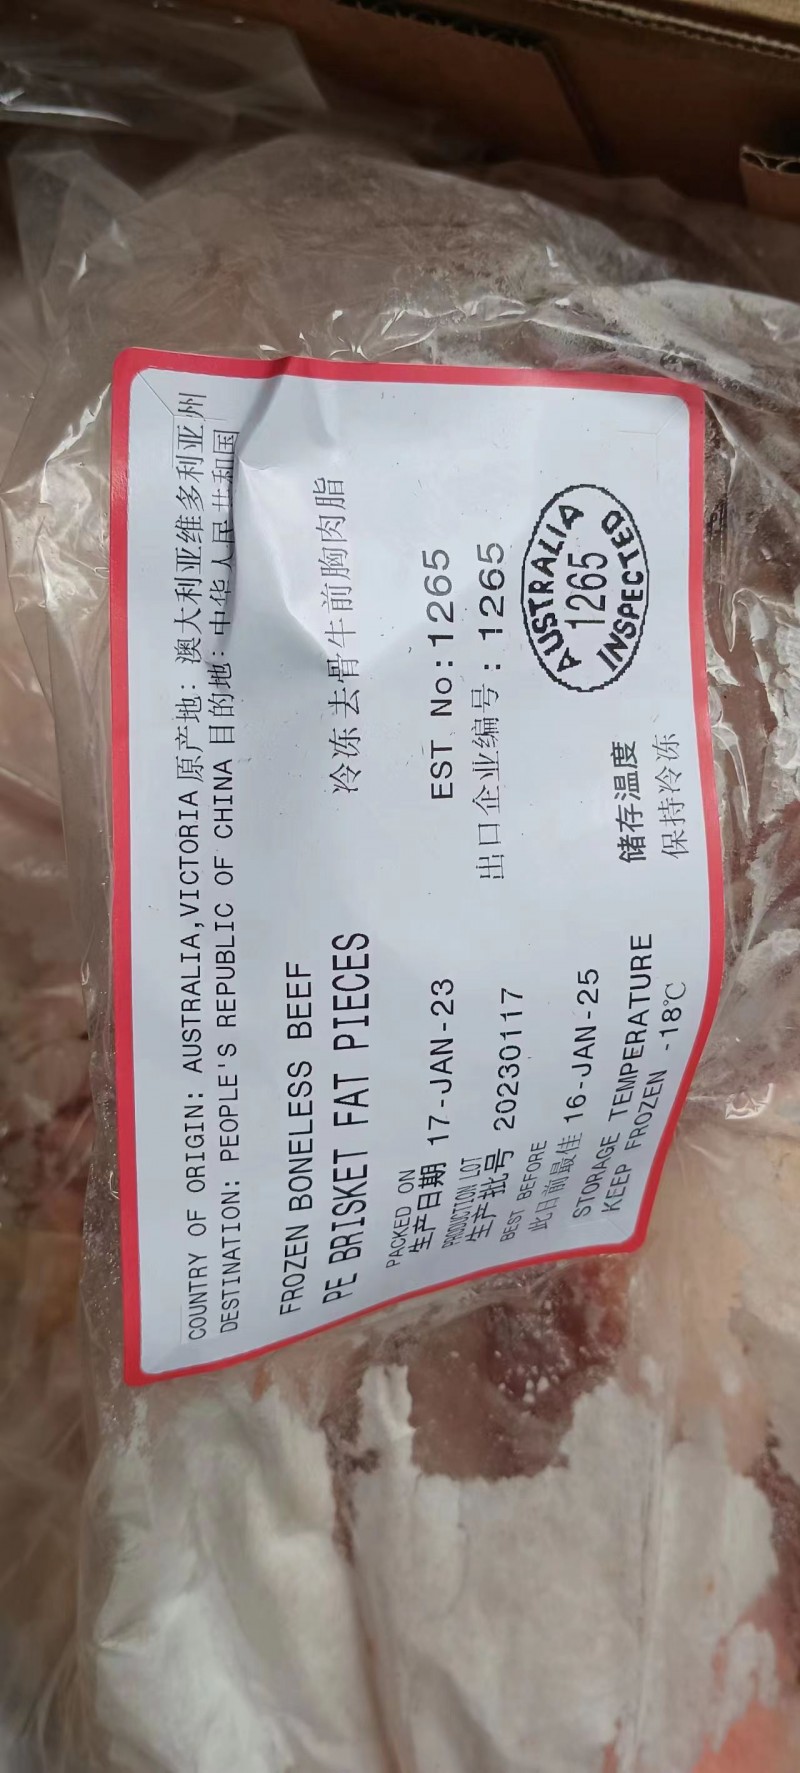 COUNTRY OF ORIGIN: AUSTRALIA,VICTORIA 原产地: 澳大利亚维多利亚州
DESTINATION: PEOPLE'S REPUBLIC OF CHINA 目的地: 中华人民共和国
FROZEN BONELESS BEEF
PE BRISKET FAT PIECES 冷冻 去骨牛前胸肉脂
PACKED ON
生产日期 17-JAN-23
EST No:1265
PRODUCTION LOT
生产批号 20230117
出口企业编号: 1265
BEST BEFORE
此日前最佳 16-JAN-25
AUSTRALIA
1265
INSPECTED
STORAGE TEMPERATURE 储存温度
KEEP FROZEN -18℃ 保持冷冻